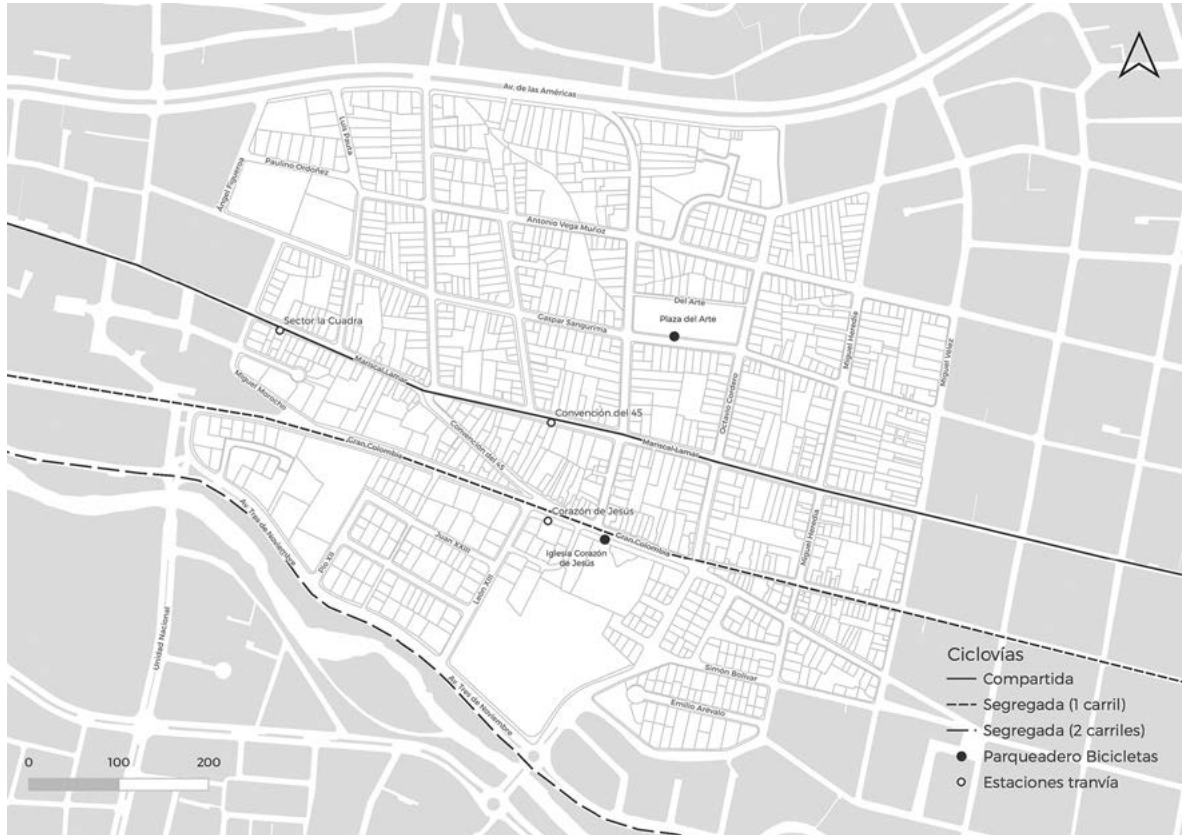 Av. de las Américas
Luis Pauta
Paulino Ordóñez
Ángel Figueroa
Antonio Vega Muñoz
Del Arte
Plaza del Arte
Gaspar Sangurima
Miguel Heredia
Miguel Vélez
Sector la Cuadra
Mariscal Lamar
Octavio Cordero
Miguel Morocho
Convención del 45
Convención del 45
Mariscal Lamar
Gran Colombia
Corazón de Jesús
Gran Colombia
Iglesia Corazón
de Jesús
Miguel Heredia
Av. Tres de Noviembre
Juan XXIII
Pío XII
León XIII
Unidad Nacional
Simón Bolívar
Emilio Arévalo
Av. Tres de Noviembre
Ciclovías
Compartida
Segregada (1 carril)
Segregada (2 carriles)
Parqueadero Bicicletas
Estaciones tranvía
0 100 200